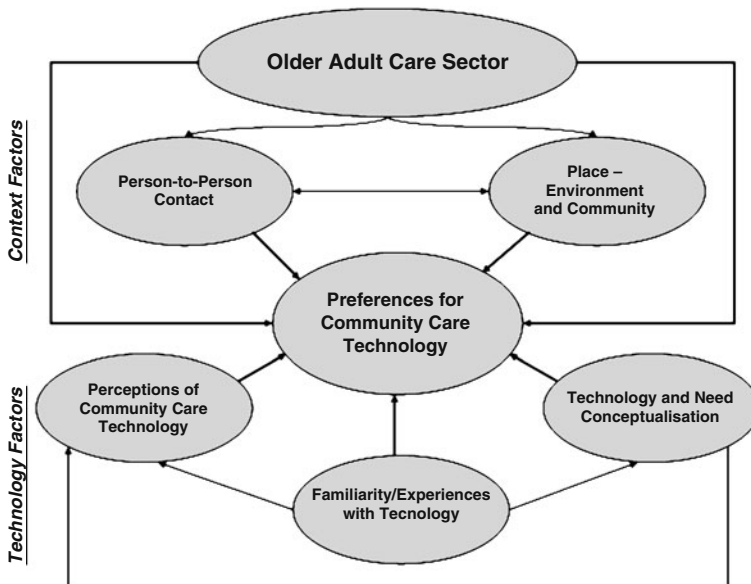 Older Adult Care Sector
Context Factors
Person-to-Person
Contact
Place –
Environment
and Community
Preferences for
Community Care
Technology
Technology Factors
Perceptions of
Community Care
Technology
Technology and Need
Conceptualisation
Familiarity/Experiences
with Tecnology